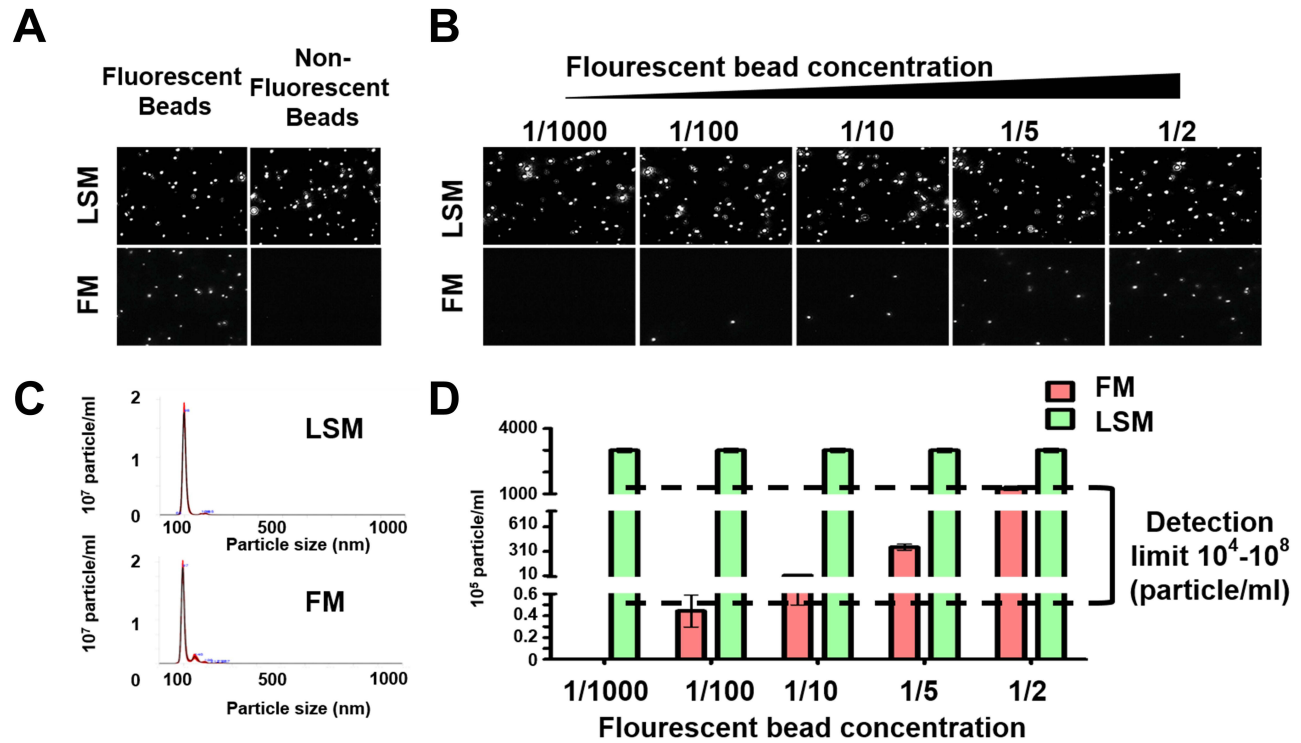 A
Fluorescent
Beads
Non-
Fluorescent
Beads
LSM
FM
B
Flourescent bead concentration
1/1000 1/100 1/10 1/5 1/2
LSM
FM
C
10⁷ particle/ml
2
1
0
LSM
100 500 1000
Particle size (nm)
10⁷ particle/ml
2
1
0
FM
100 500 1000
Particle size (nm)
D
FM
LSM
10⁵ particle/ml
4000
1000
610
310
10
0.6
0.4
0.2
0
1/1000 1/100 1/10 1/5 1/2
Flourescent bead concentration
Detection
limit 10⁴-10⁸
(particle/ml)